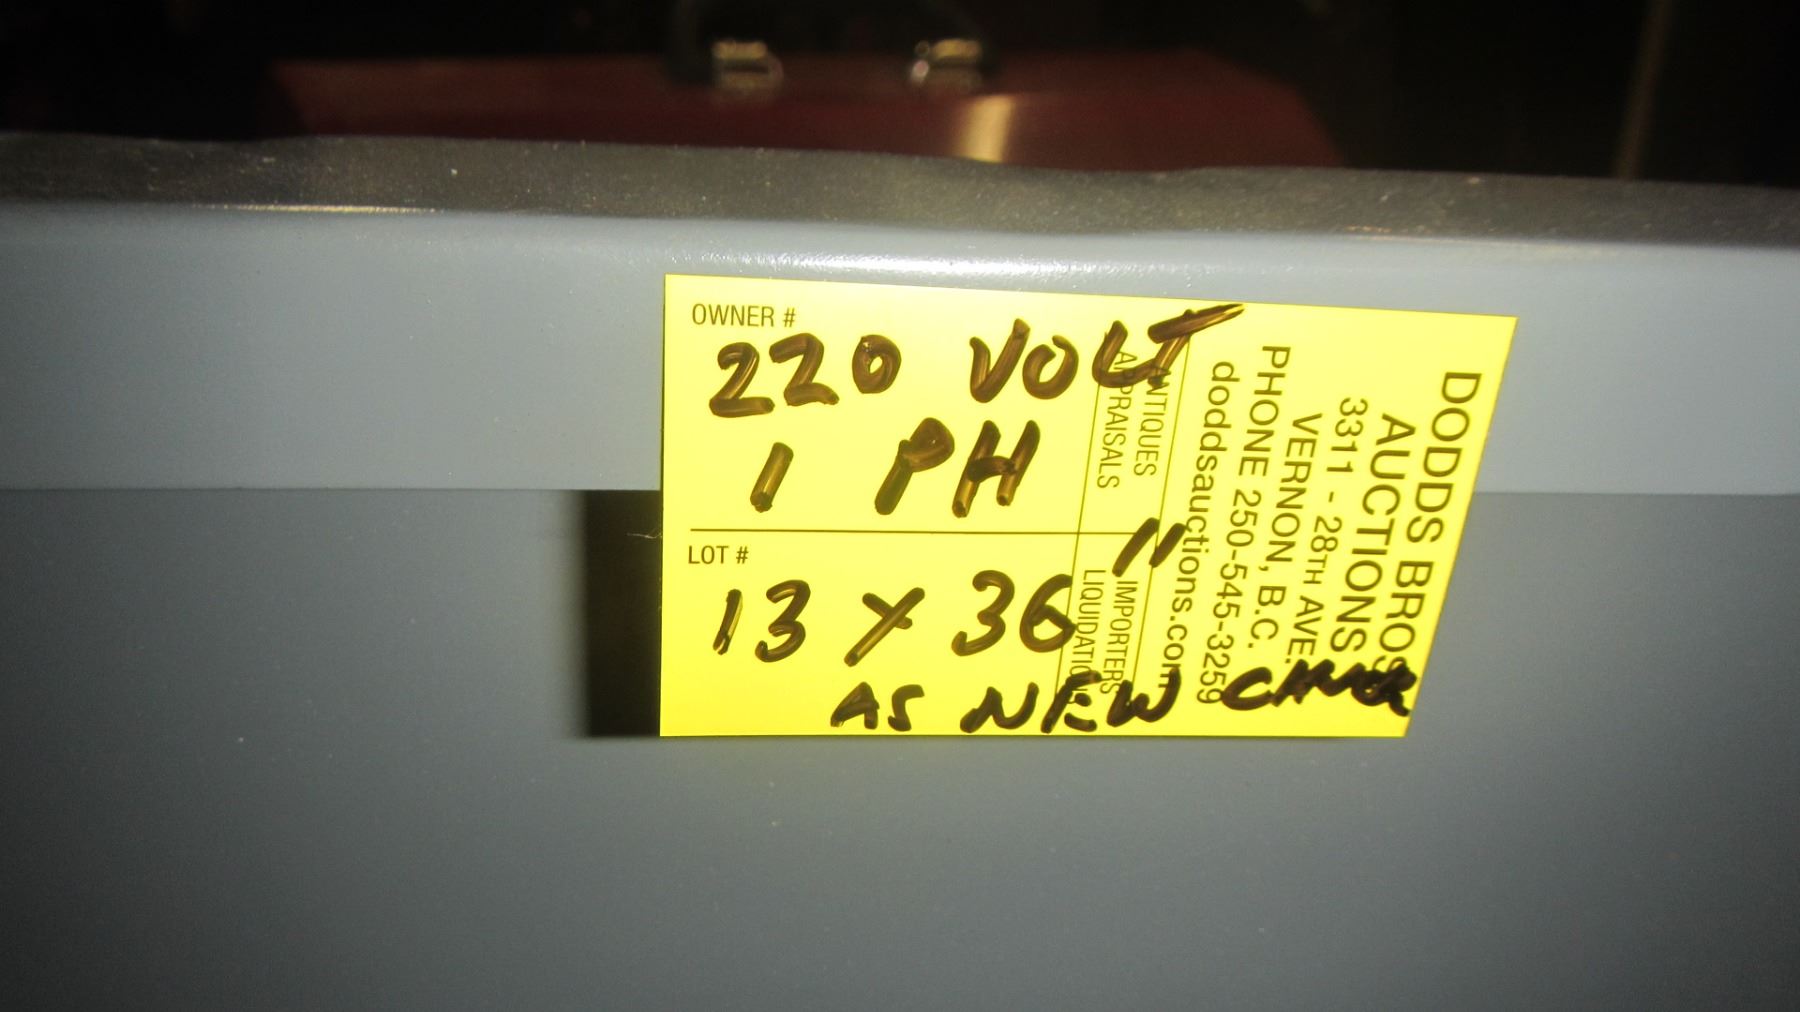 OWNER #
220 VOLT
1 PH
LOT #
13 X 36"
AS NEW
DODDS BROS
AUCTIONS
3311 - 28TH AVE.
VERNON, B.C.
PHONE 250-545-3259
doddsauctions.com
ANTIQUES
APPRAISALS
IMPORTERS